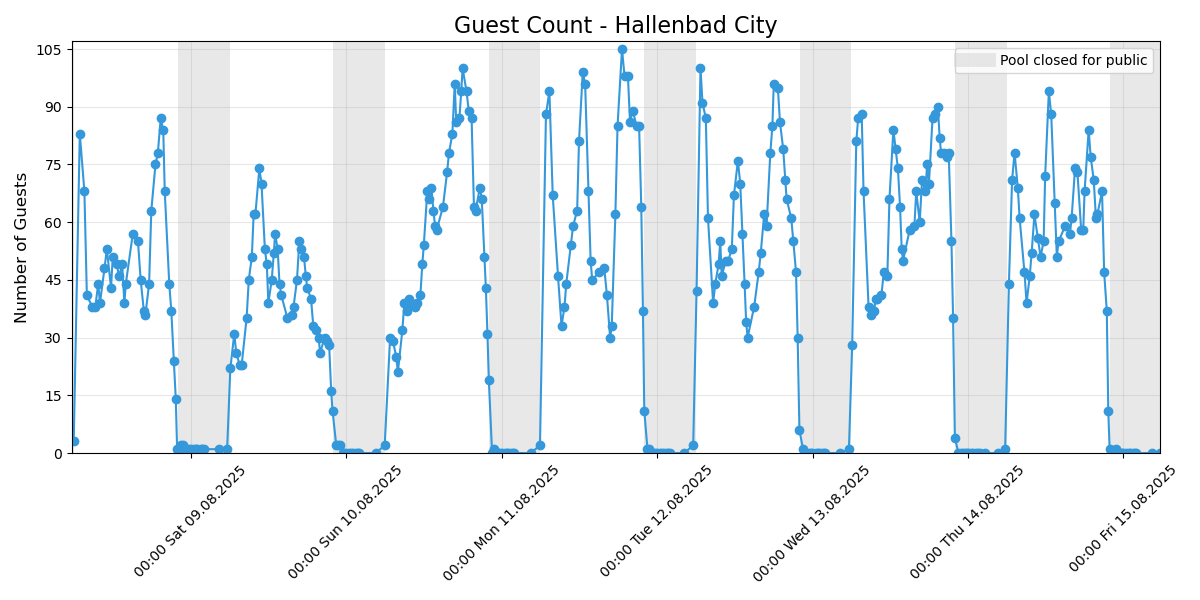 Guest Count - Hallenbad City
Pool closed for public
Number of Guests
105
90
75
60
45
30
15
0
00:00 Sat 09.08.2025
00:00 Sun 10.08.2025
00:00 Mon 11.08.2025
00:00 Tue 12.08.2025
00:00 Wed 13.08.2025
00:00 Thu 14.08.2025
00:00 Fri 15.08.2025